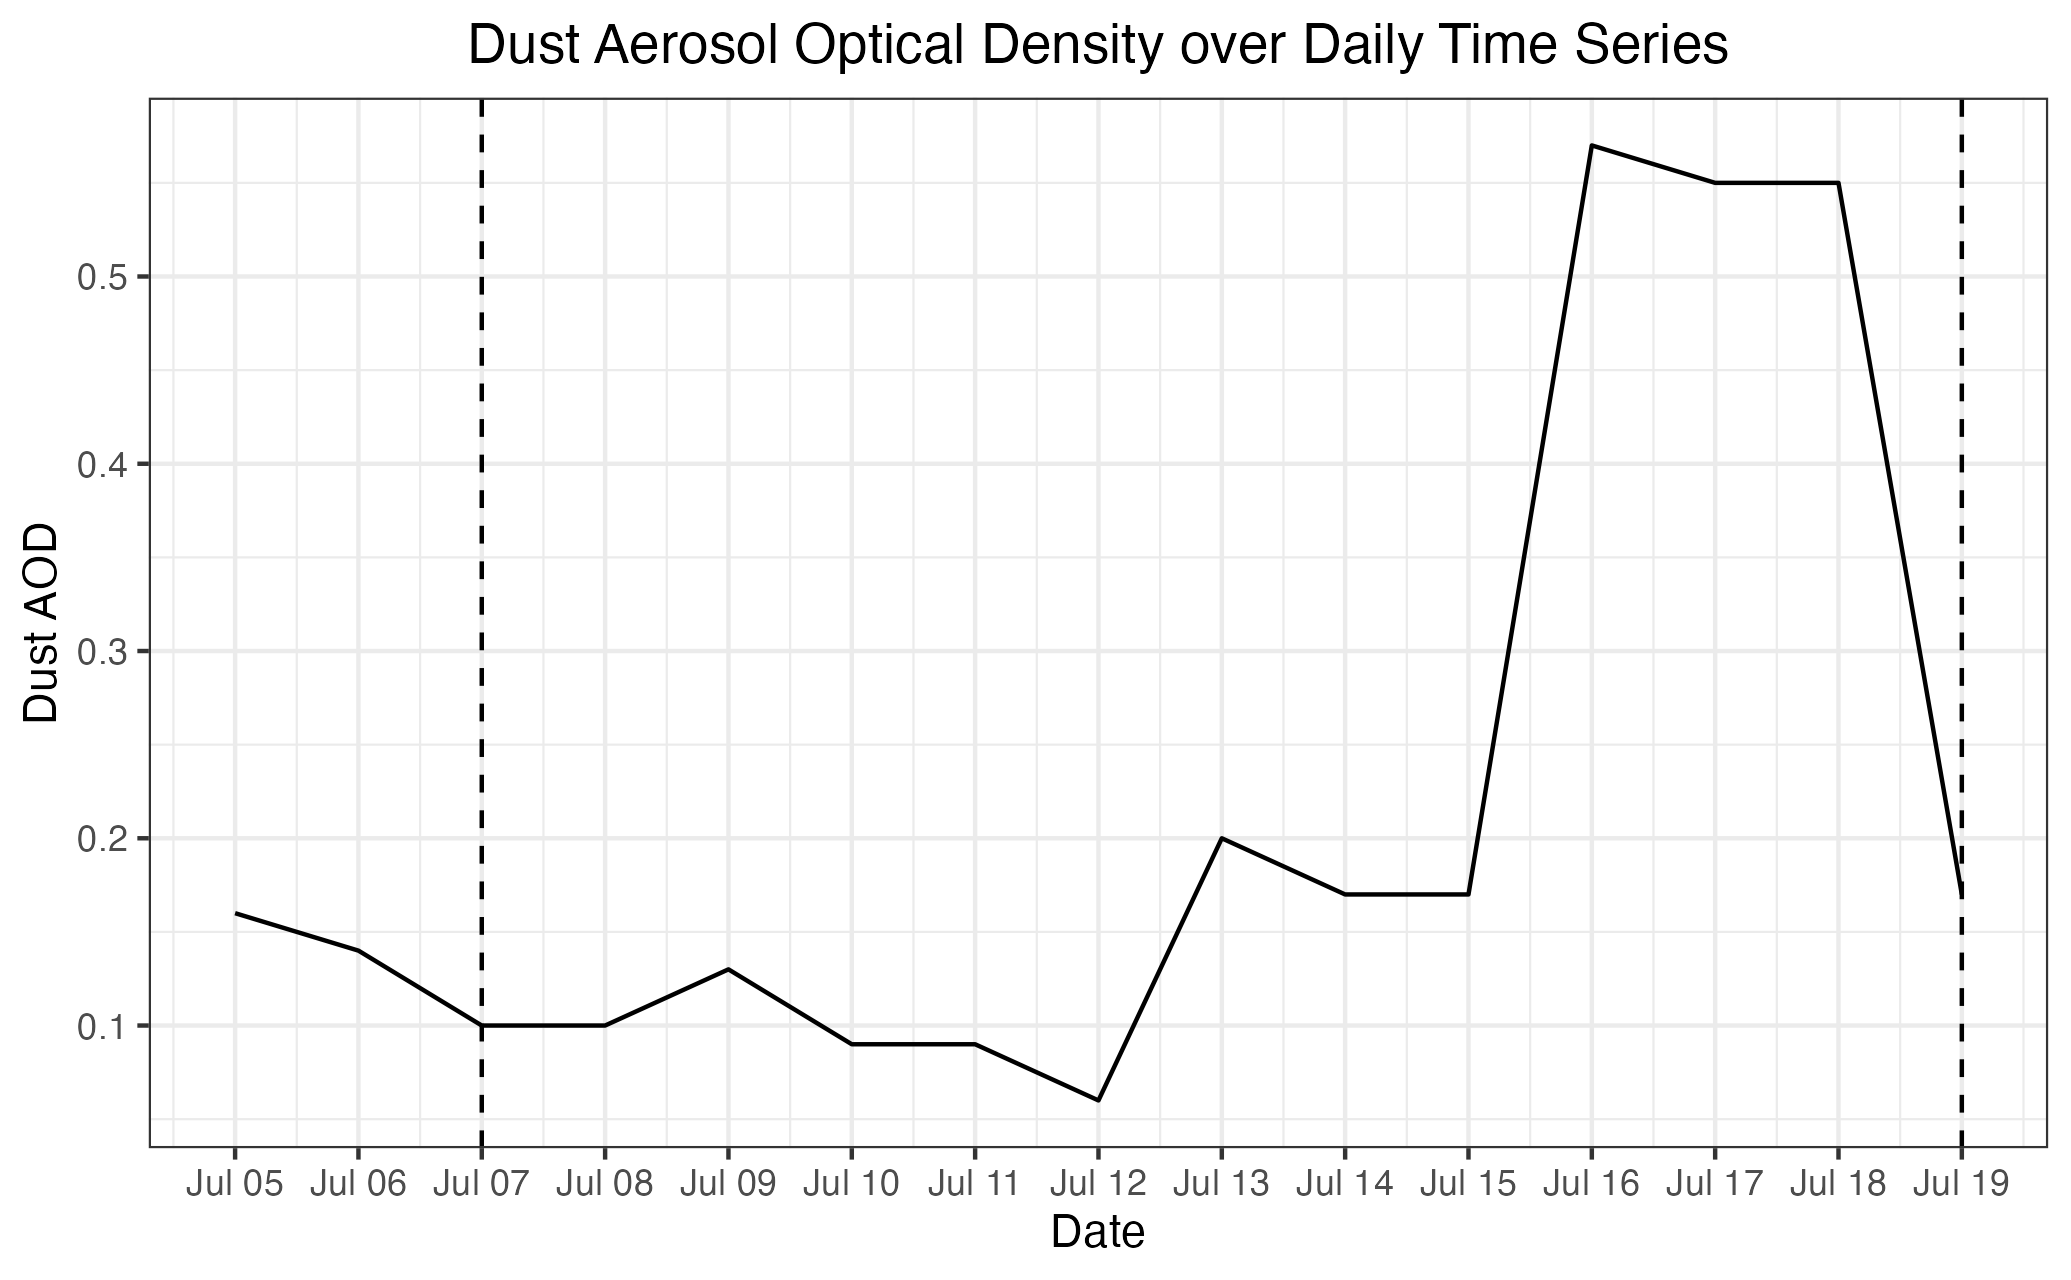 Dust Aerosol Optical Density over Daily Time Series
Dust AOD
0.5
0.4
0.3
0.2
0.1
Jul 05 Jul 06 Jul 07 Jul 08 Jul 09 Jul 10 Jul 11 Jul 12 Jul 13 Jul 14 Jul 15 Jul 16 Jul 17 Jul 18 Jul 19
Date